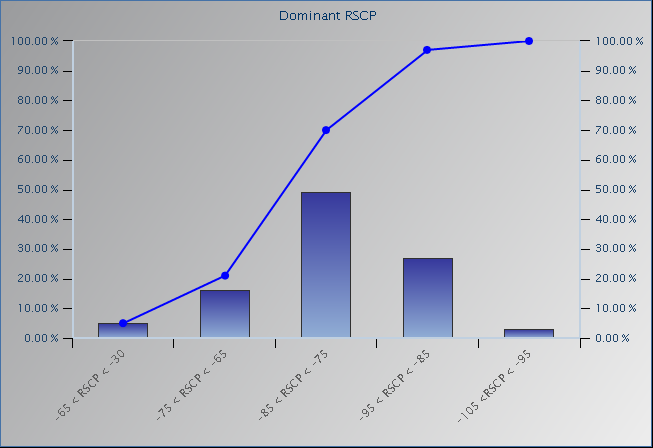 Dominant RSCP
100.00 % 100.00 %
90.00 % 90.00 %
80.00 % 80.00 %
70.00 % 70.00 %
60.00 % 60.00 %
50.00 % 50.00 %
40.00 % 40.00 %
30.00 % 30.00 %
20.00 % 20.00 %
10.00 % 10.00 %
0.00 % 0.00 %
-65 < RSCP < -30
-75 < RSCP < -65
-85 < RSCP < -75
-95 < RSCP < -85
-105 <RSCP < -95